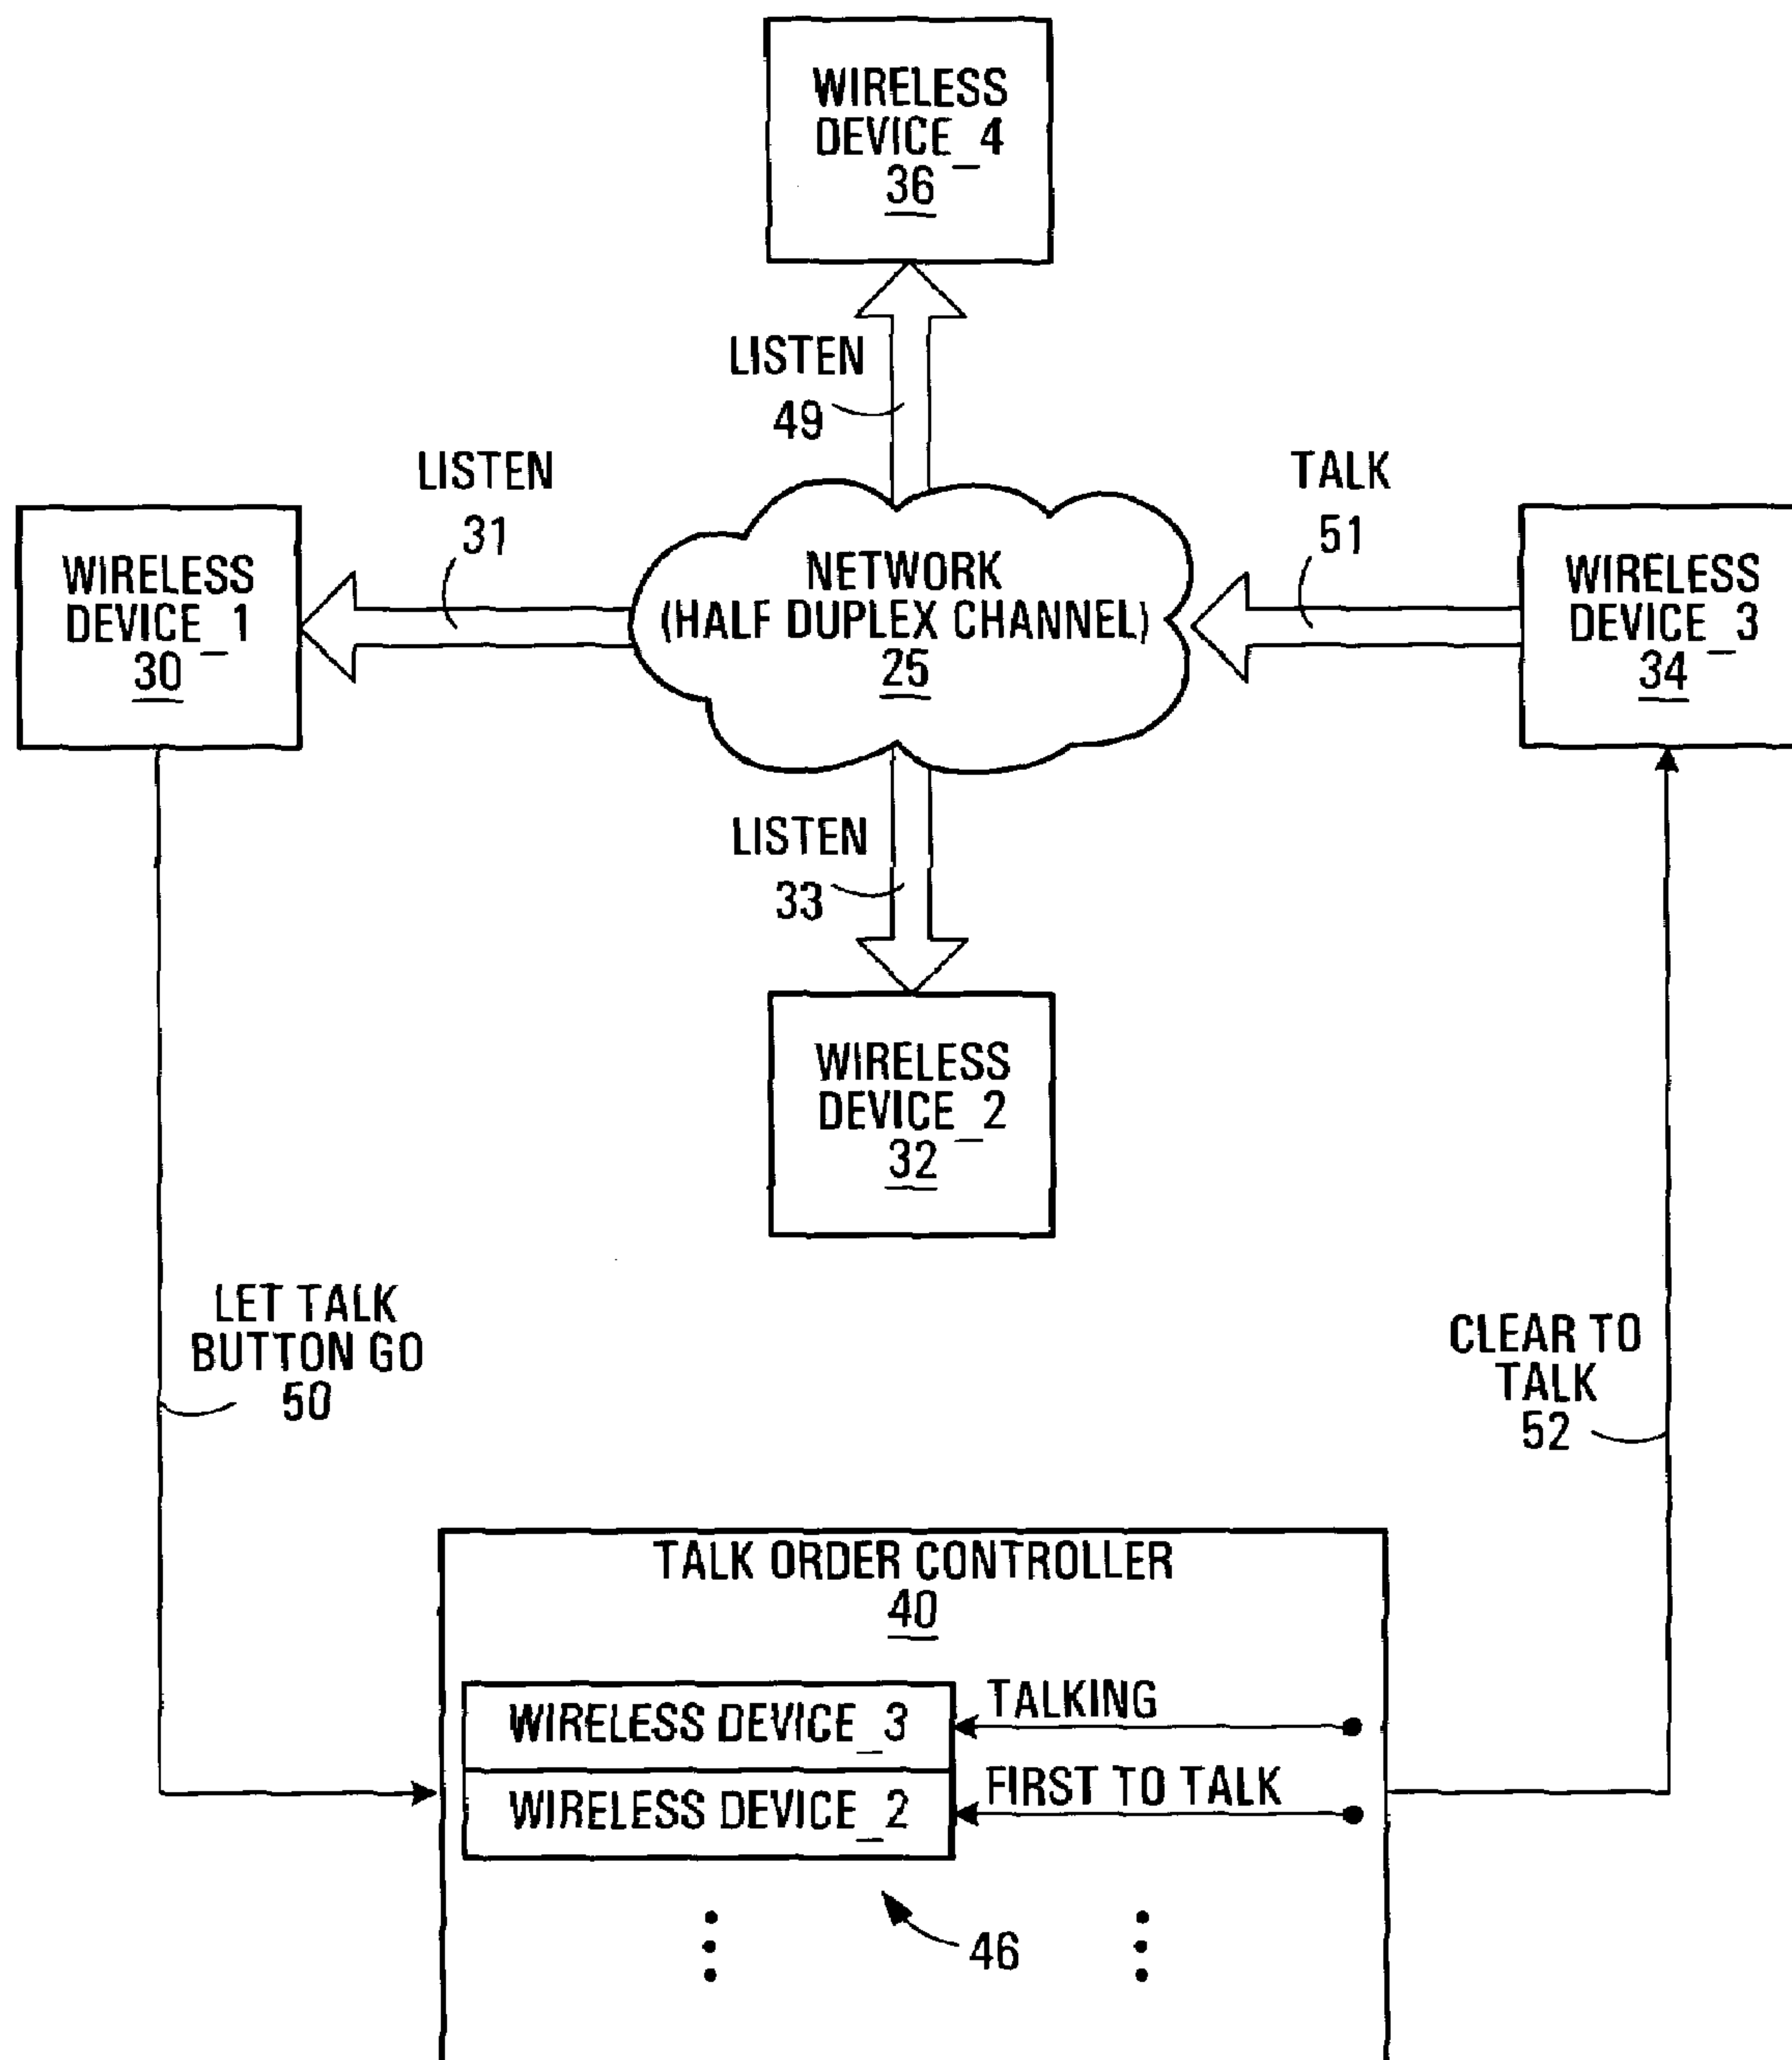 WIRELESS
DEVICE_4
36
LISTEN
49
LISTEN
31
TALK
51
WIRELESS
DEVICE_1
30
NETWORK
(HALF DUPLEX CHANNEL)
25
WIRELESS
DEVICE_3
34
LISTEN
33
WIRELESS
DEVICE_2
32
LET TALK
BUTTON GO
50
CLEAR TO
TALK
52
TALK ORDER CONTROLLER
40
WIRELESS DEVICE_3
TALKING
WIRELESS DEVICE_2
FIRST TO TALK
46